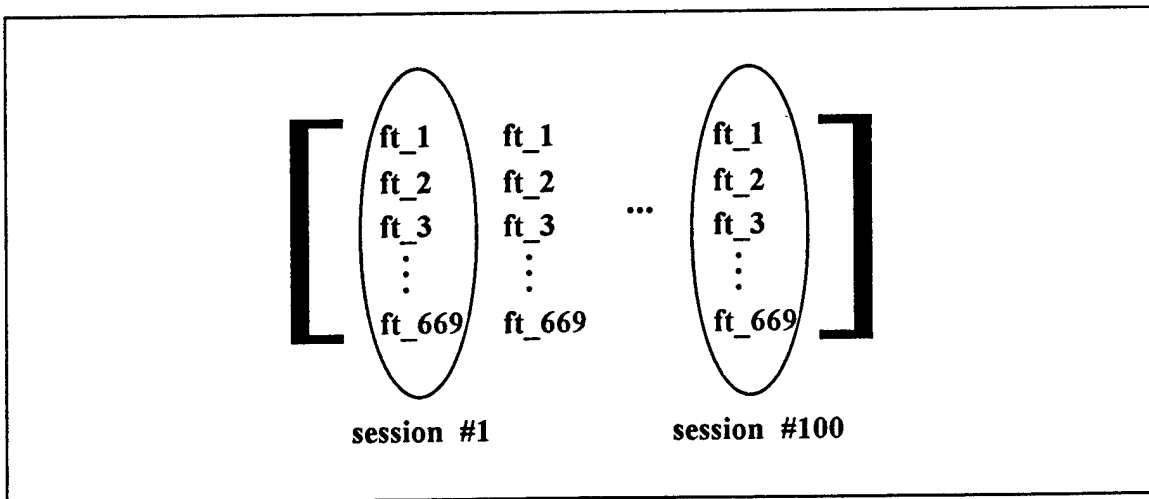 ft_1 ft_1 ft_1
ft_2 ft_2 ... ft_2
ft_3 ft_3 ft_3
ft_669 ft_669 ft_669
session #1 session #100